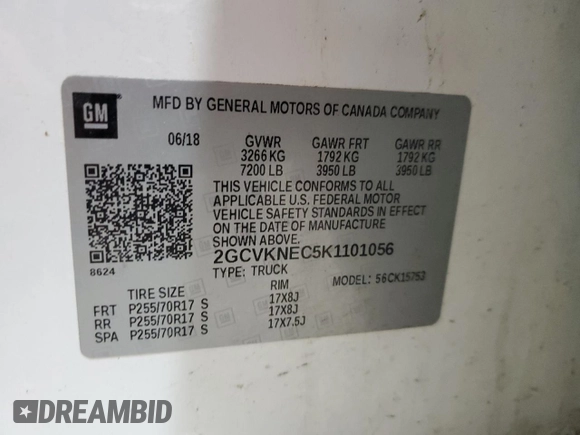 GM MFD BY GENERAL MOTORS OF CANADA COMPANY
06/18 GVWR GAWR FRT GAWR RR
3266 KG 1792 KG 1792 KG
7200 LB 3950 LB 3950 LB
THIS VEHICLE CONFORMS TO ALL
APPLICABLE U.S. FEDERAL MOTOR
VEHICLE SAFETY STANDARDS IN EFFECT
ON THE DATE OF MANUFACTURE
SHOWN ABOVE.
8624 2GCVKNEC5K1101056
TYPE: TRUCK MODEL: 56CK15753
TIRE SIZE RIM
FRT P255/70R17 S 17X8J
RR P255/70R17 S 17X8J
SPA P255/70R17 S 17X7.5J
DREAMBID